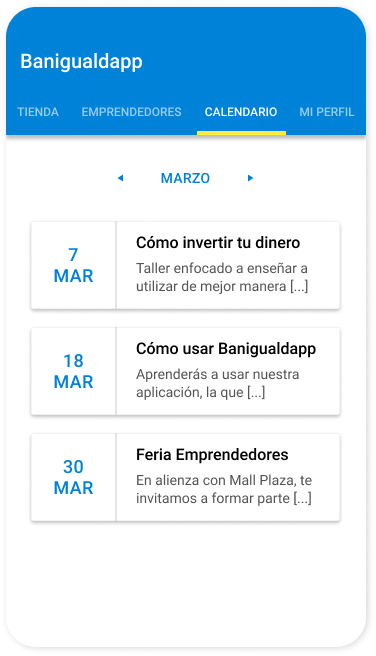 Banigualdapp
TIENDA EMPRENDEDORES CALENDARIO MI PERFIL
MARZO
7
MAR
Cómo invertir tu dinero
Taller enfocado a enseñar a
utilizar de mejor manera [...]
18
MAR
Cómo usar Banigualdapp
Aprenderás a usar nuestra
aplicación, la que [...]
30
MAR
Feria Emprendedores
En alienza con Mall Plaza, te
invitamos a formar parte [...]